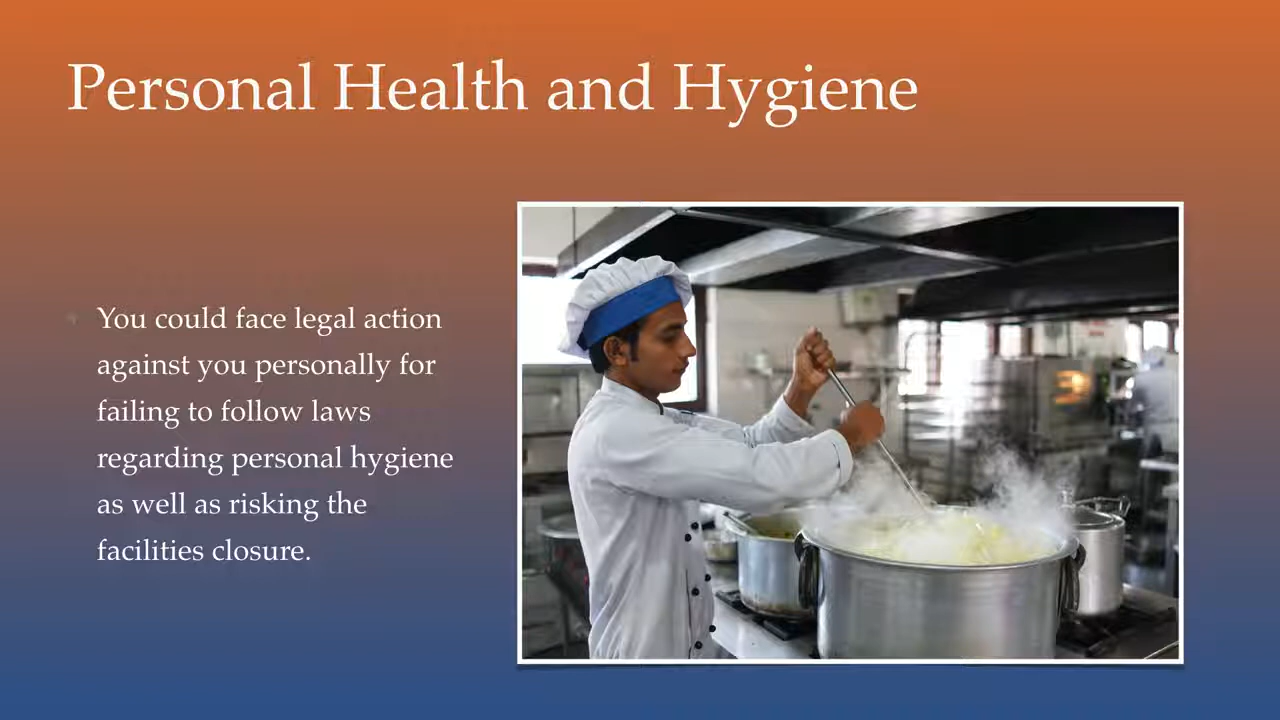 Personal Health and Hygiene
You could face legal action
against you personally for
failing to follow laws
regarding personal hygiene
as well as risking the
facilities closure.